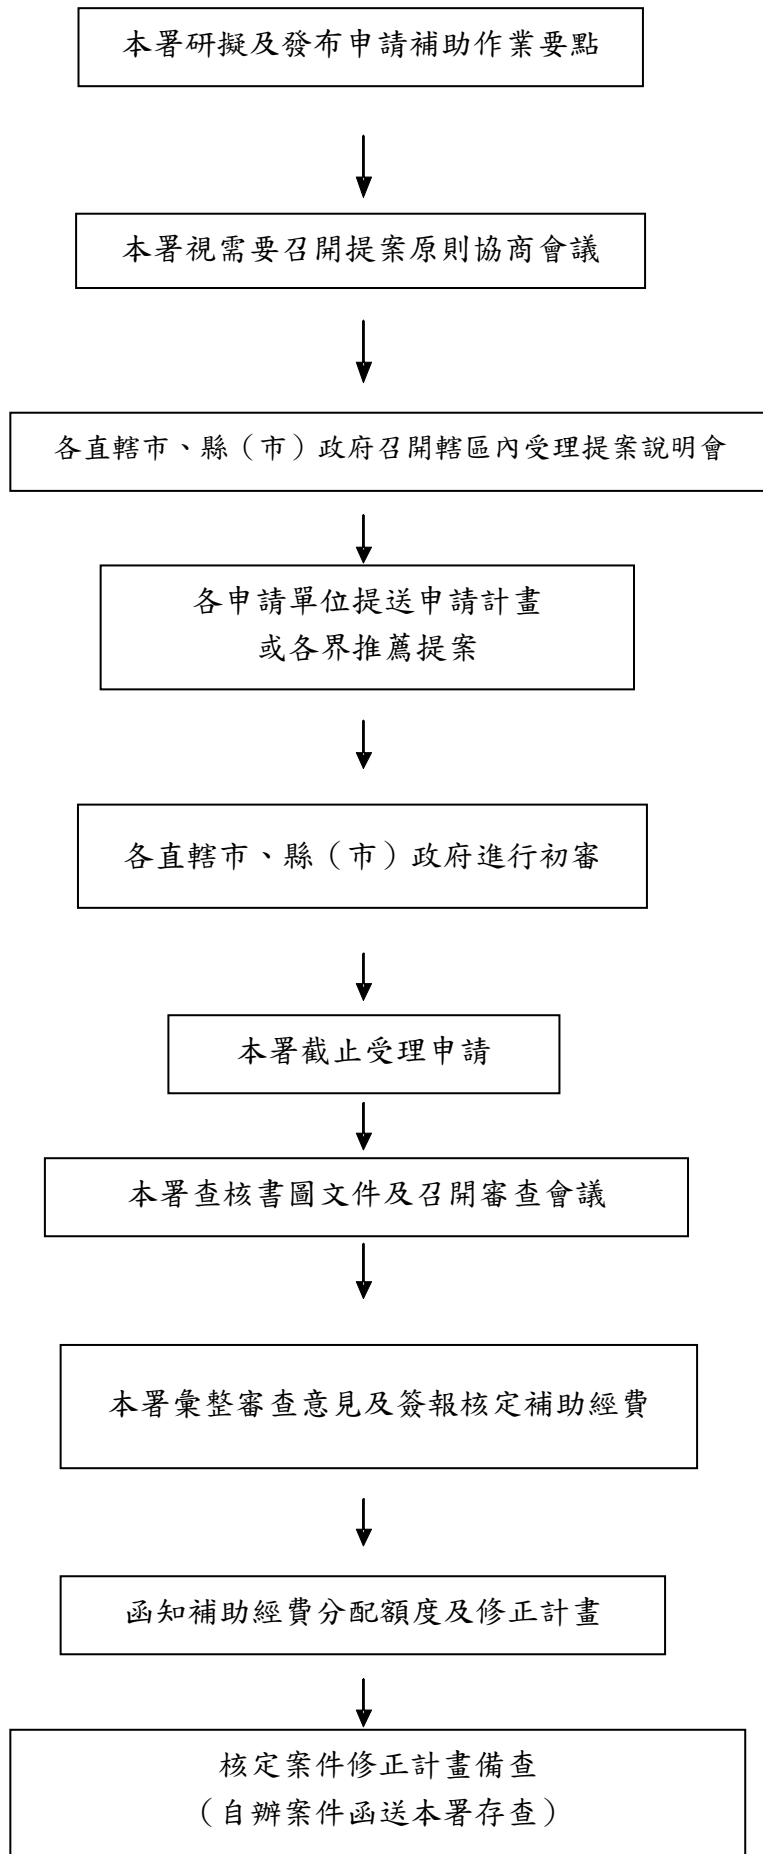 本署研擬及發布申請補助作業要點
本署視需要召開提案原則協商會議
各直轄市、縣（市）政府召開轄區內受理提案說明會
各申請單位提送申請計畫
或各界推薦提案
各直轄市、縣（市）政府進行初審
本署截止受理申請
本署查核書圖文件及召開審查會議
本署彙整審查意見及簽報核定補助經費
函知補助經費分配額度及修正計畫
核定案件修正計畫備查
（自辦案件函送本署存查）